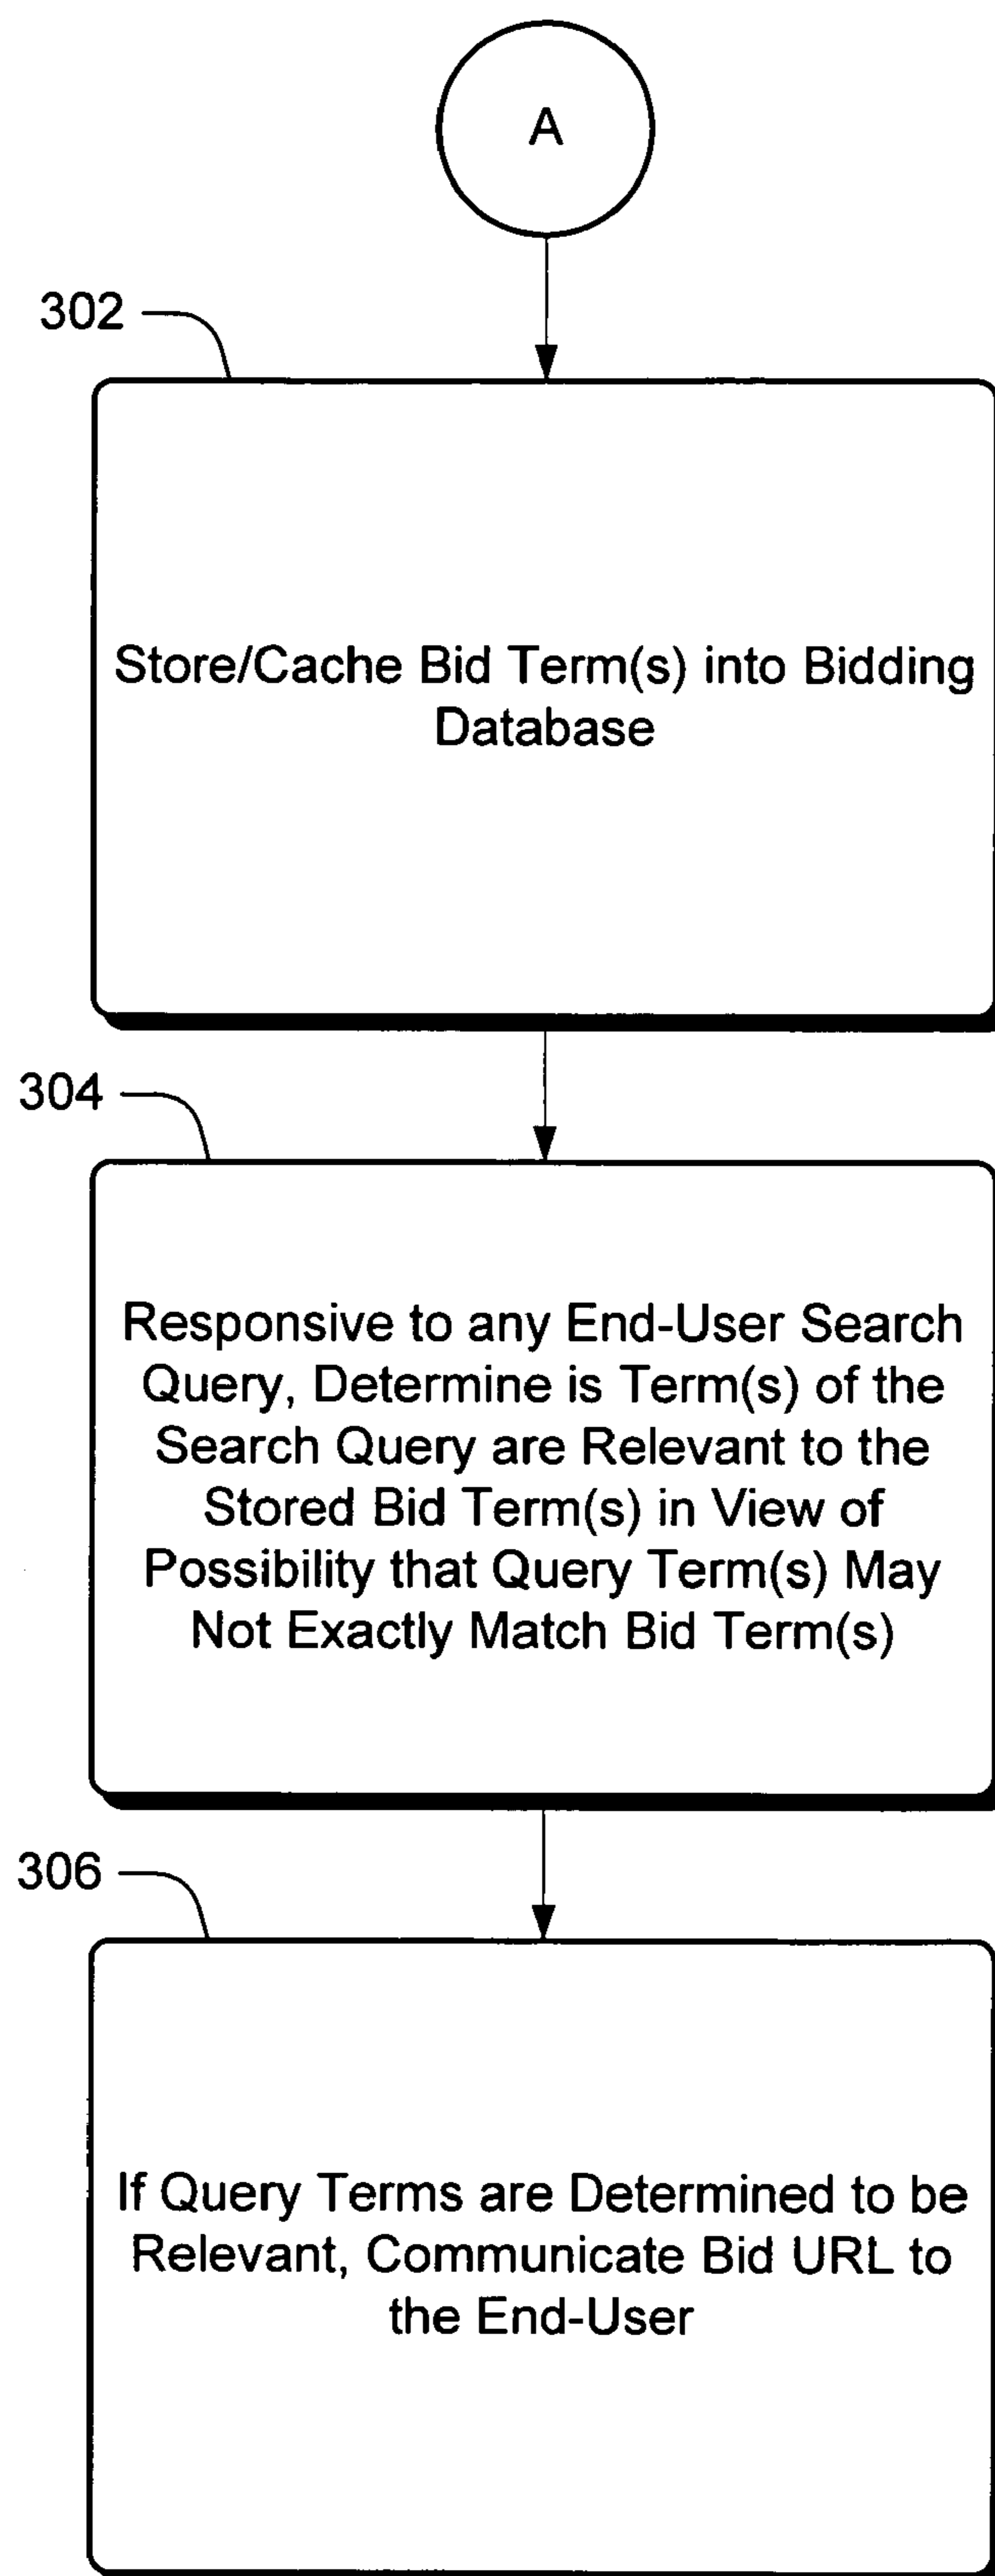 A
302
Store/Cache Bid Term(s) into Bidding
Database
304
Responsive to any End-User Search
Query, Determine is Term(s) of the
Search Query are Relevant to the
Stored Bid Term(s) in View of
Possibility that Query Term(s) May
Not Exactly Match Bid Term(s)
306
If Query Terms are Determined to be
Relevant, Communicate Bid URL to
the End-User